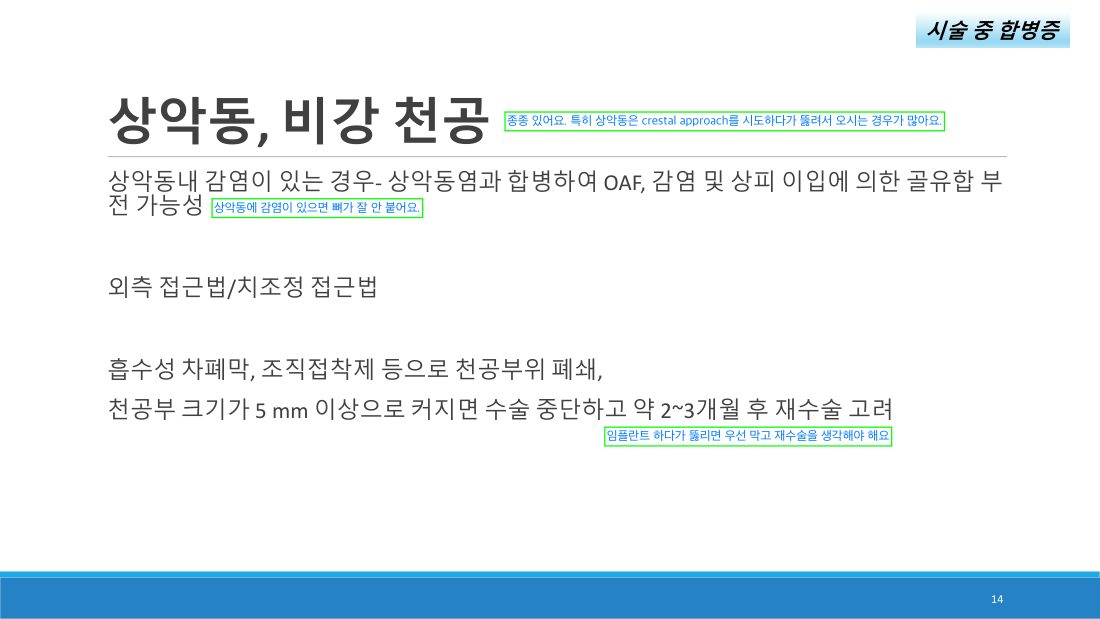 시술 중 합병증
상악동, 비강 천공
종종 있어요. 특히 상악동은 crestal approach를 시도하다가 뚫려서 오시는 경우가 많아요.
상악동내 감염이 있는 경우- 상악동염과 합병하여 OAF, 감염 및 상피 이입에 의한 골유합 부
전 가능성
상악동에 감염이 있으면 뼈가 잘 안 붙어요.
외측 접근법/치조정 접근법
흡수성 차폐막, 조직접착제 등으로 천공부위 폐쇄,
천공부 크기가 5 mm 이상으로 커지면 수술 중단하고 약 2~3개월 후 재수술 고려
임플란트 하다가 뚫리면 우선 막고 재수술을 생각해야 해요
14